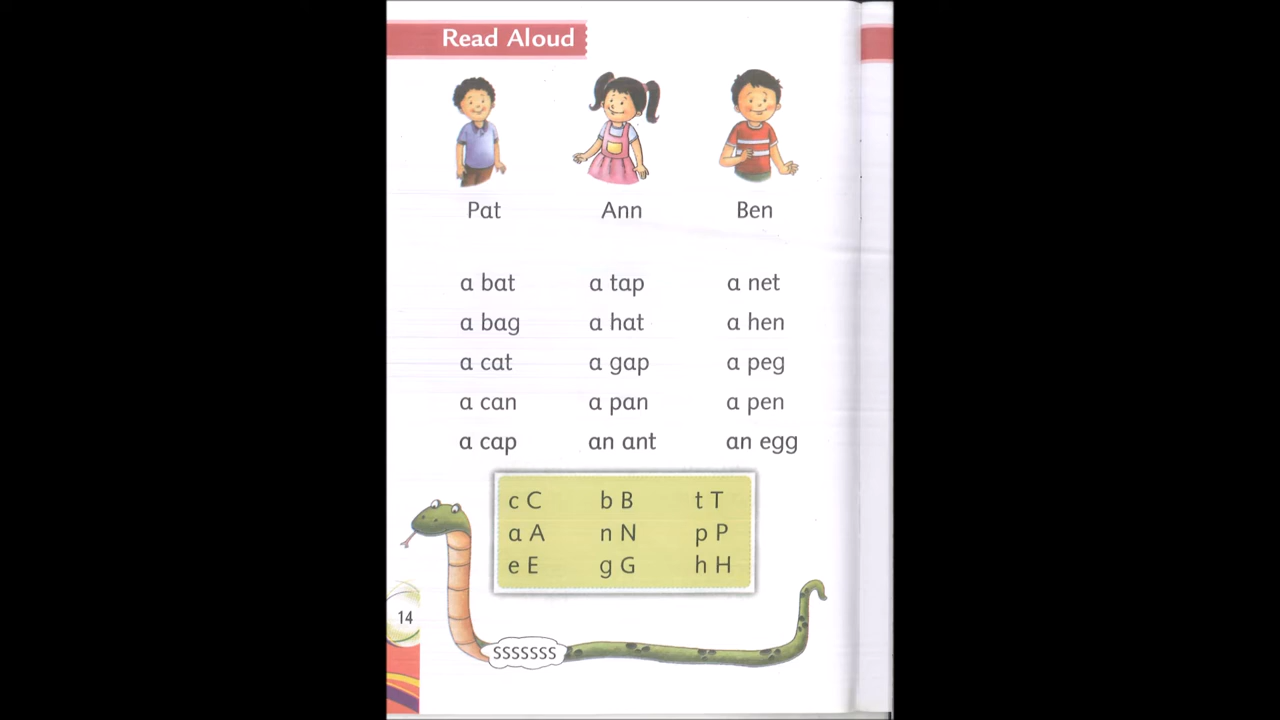 Read Aloud
Pat Ann Ben
a bat a tap a net
a bag a hat a hen
a cat a gap a peg
a can a pan a pen
a cap an ant an egg
c C b B t T
a A n N p P
e E g G h H
14
sssssss